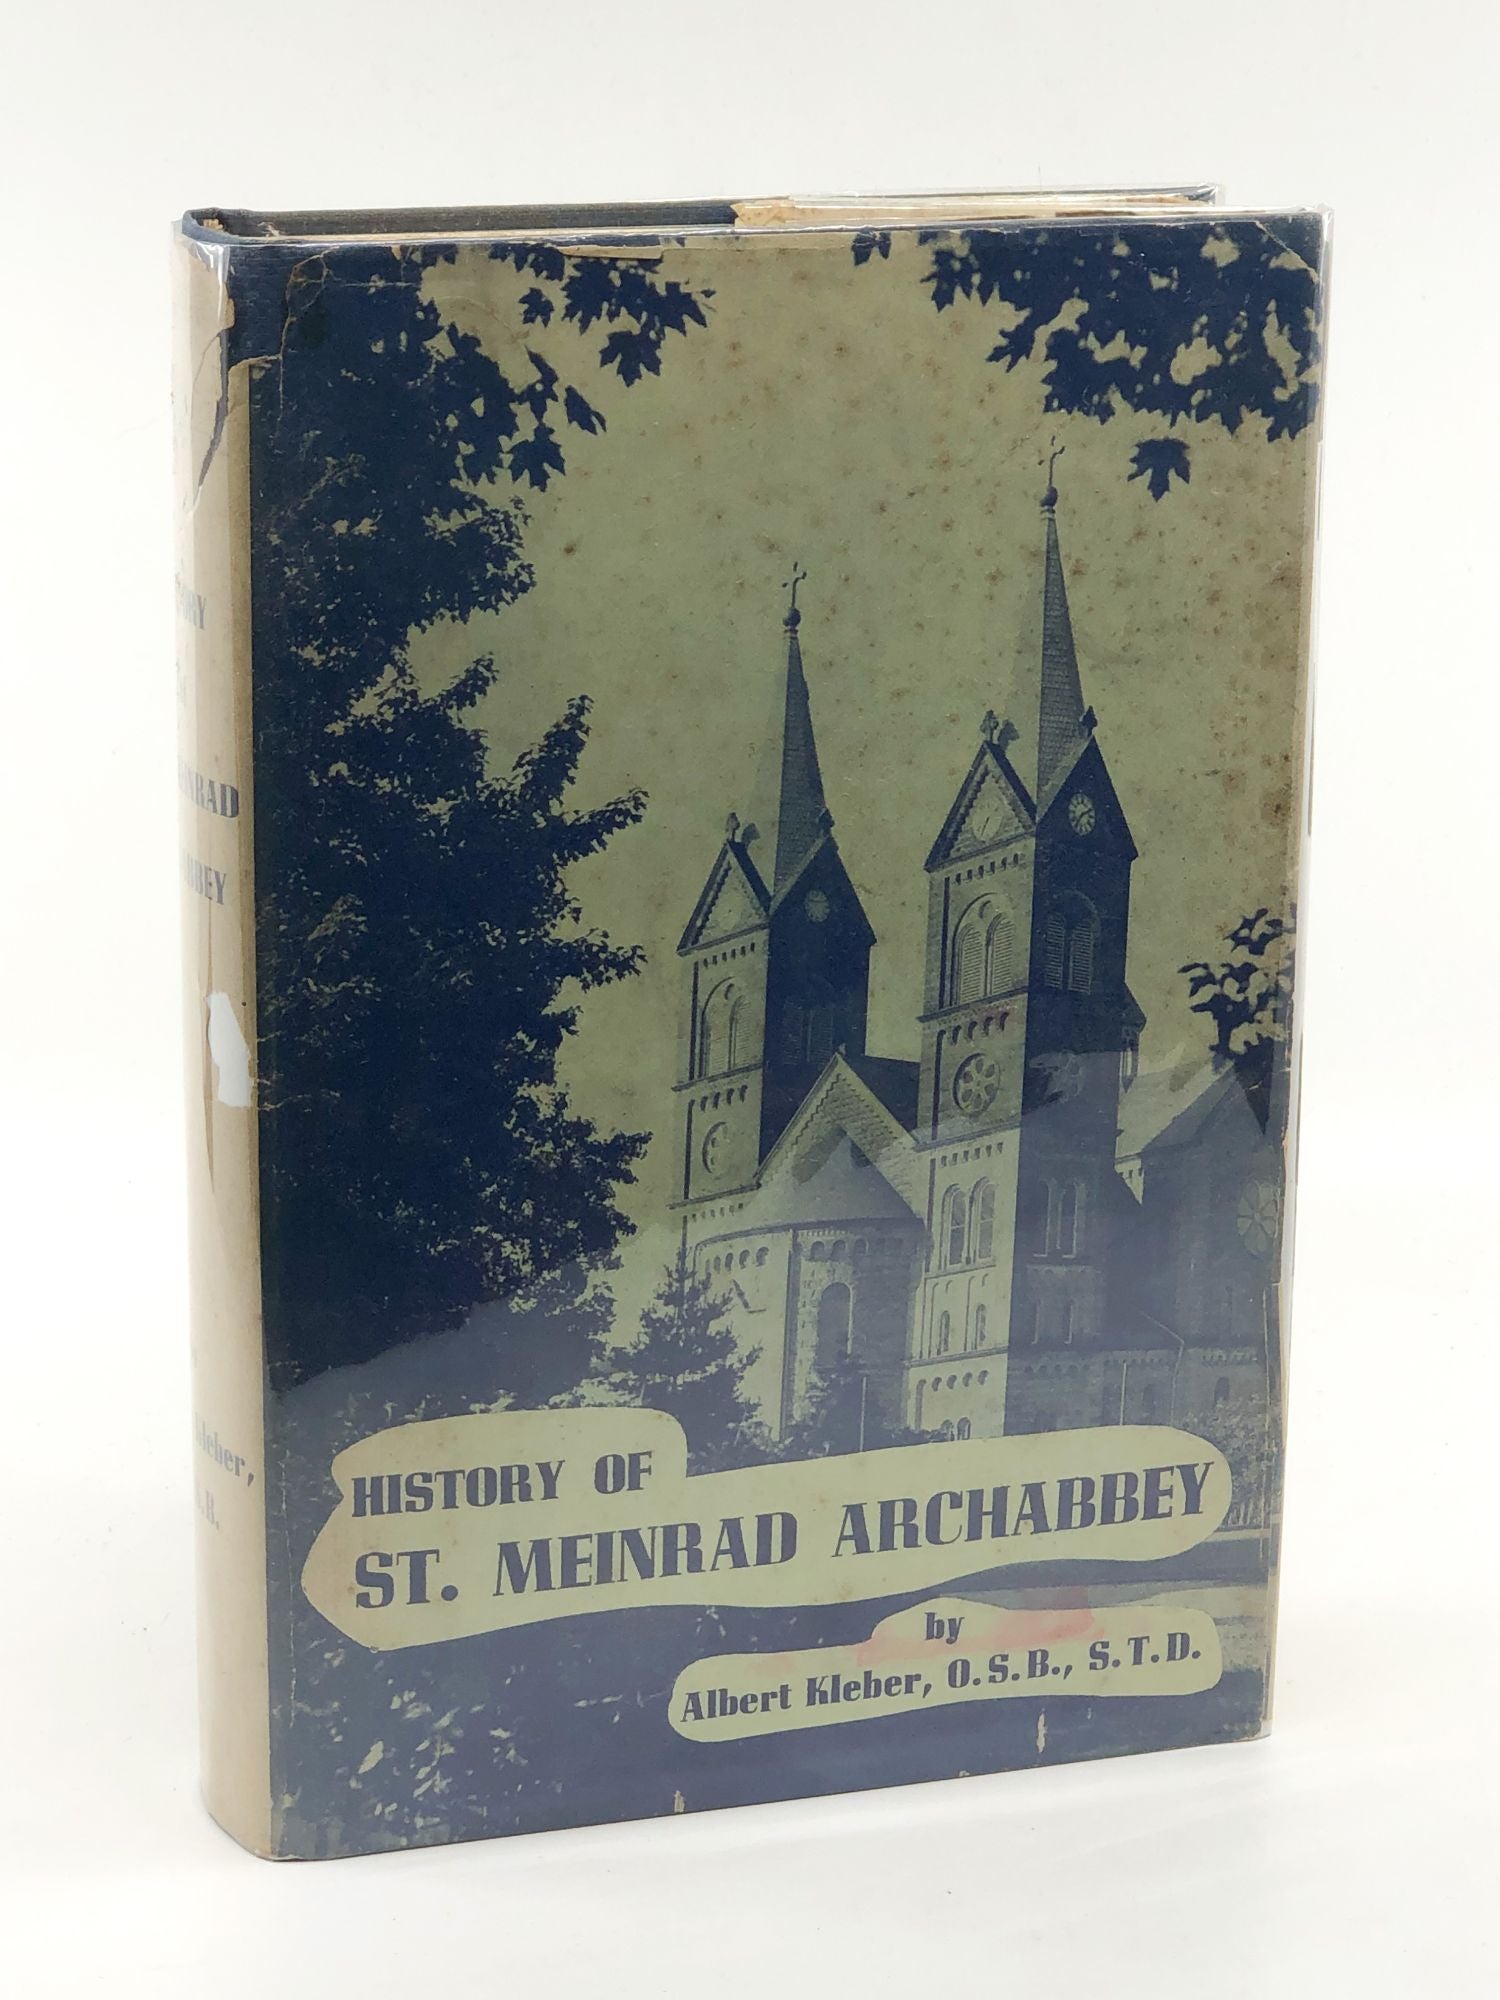 HISTORY OF
ST. MEINRAD ARCHABBEY
by
Albert Kleber, O.S.B., S.T.D.